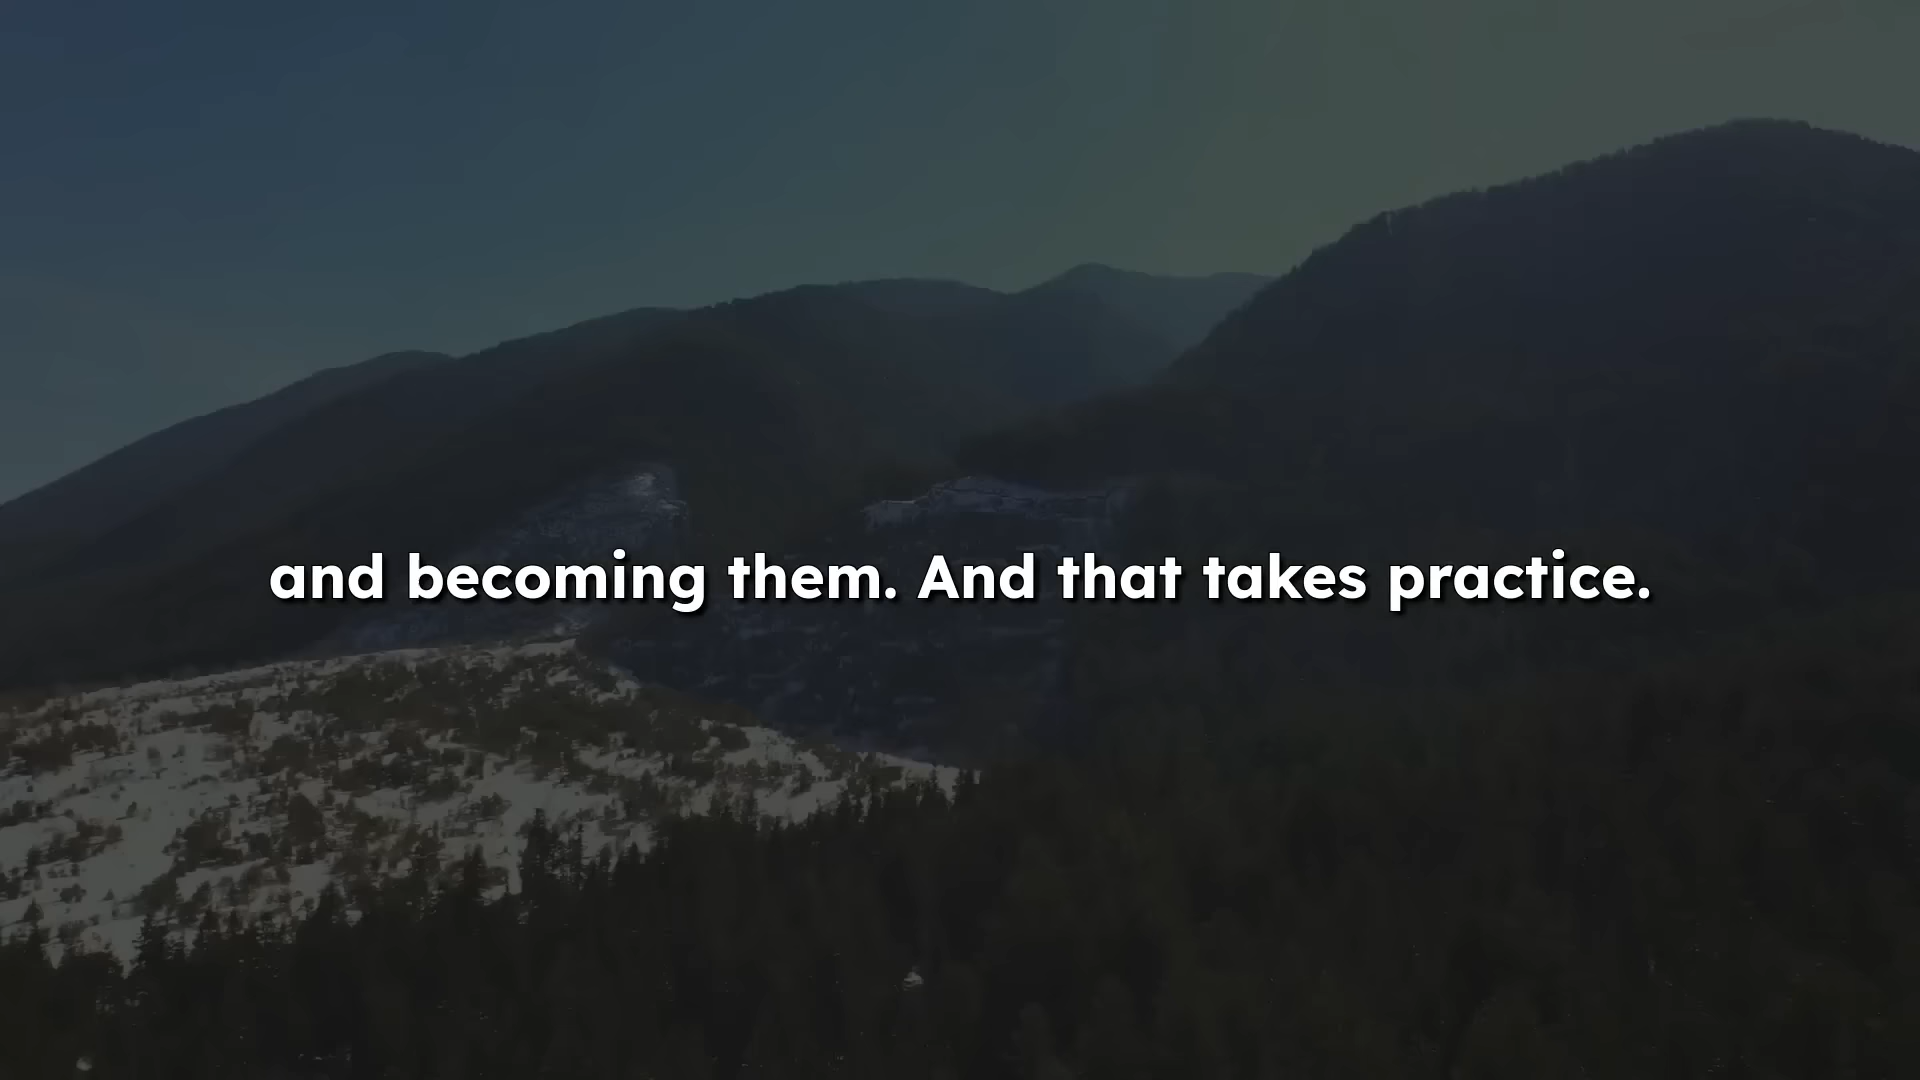 and becoming them. And that takes practice.